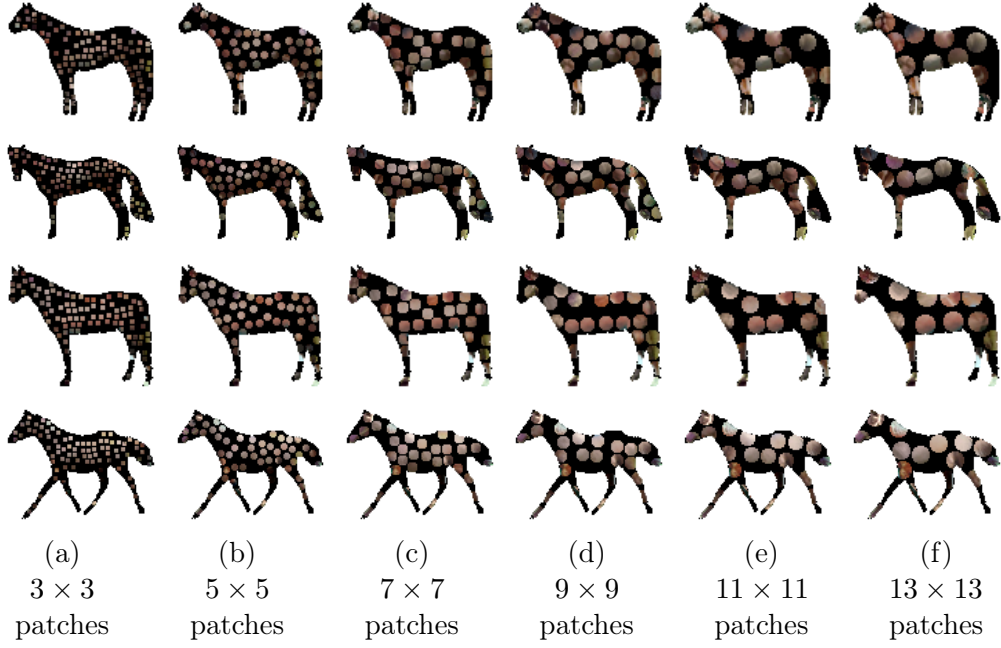 (a) (b) (c) (d) (e) (f)
3 × 3 5 × 5 7 × 7 9 × 9 11 × 11 13 × 13
patches patches patches patches patches patches